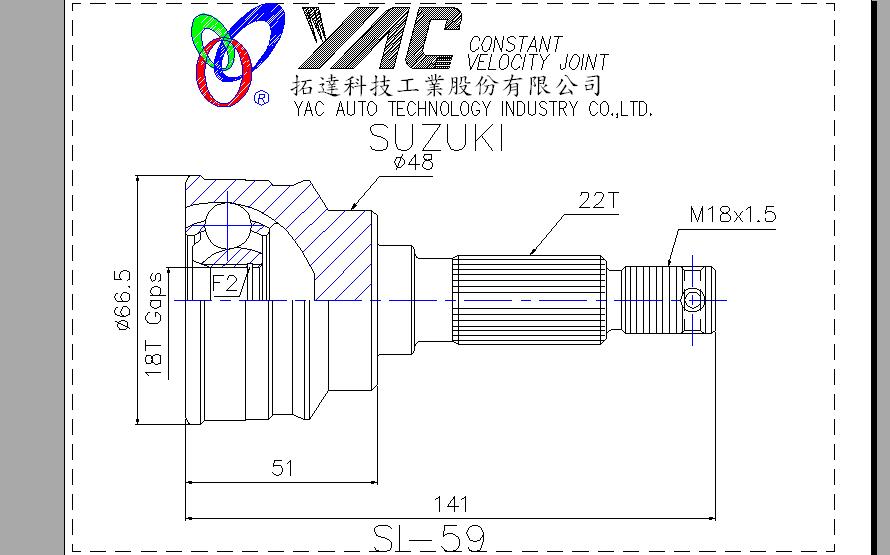 YAC
CONSTANT
VELOCITY JOINT
拓達科技工業股份有限公司
®
YAC AUTO TECHNOLOGY INDUSTRY CO.,LTD.
SUZUKI
ø48
22T
M18x1.5
ø66.5
18T Gaps
F2
51
141
SI-59